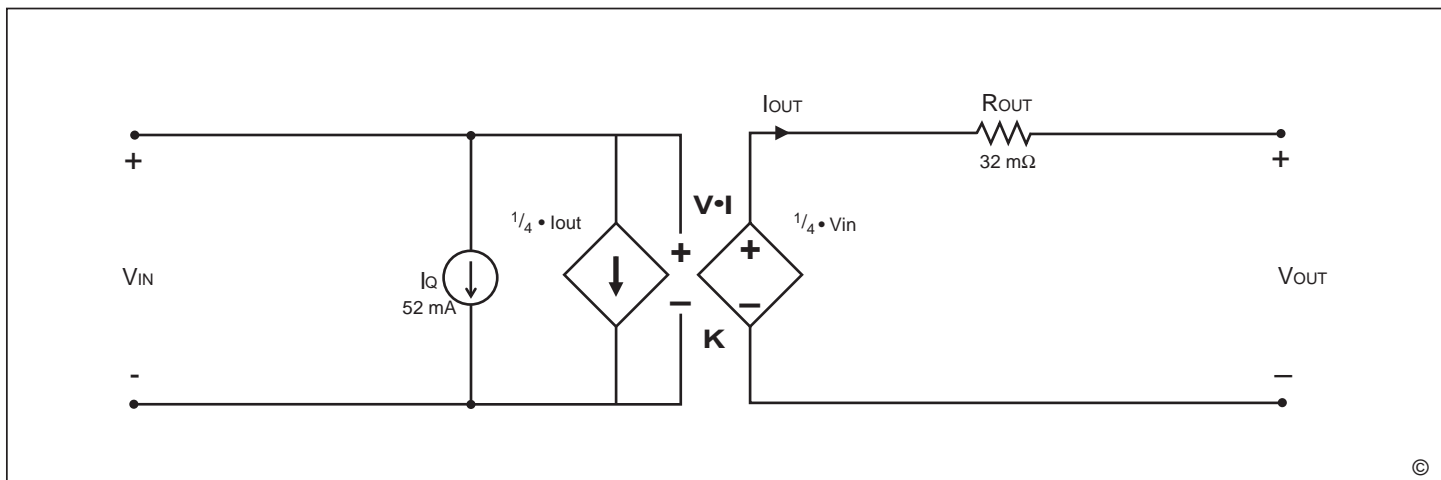 IOUT
ROUT
32 mΩ
+
+
V•I
1/4 • Iout
1/4 • Vin
+
+
VIN
IQ
52 mA
VOUT
–
–
K
-
–
©